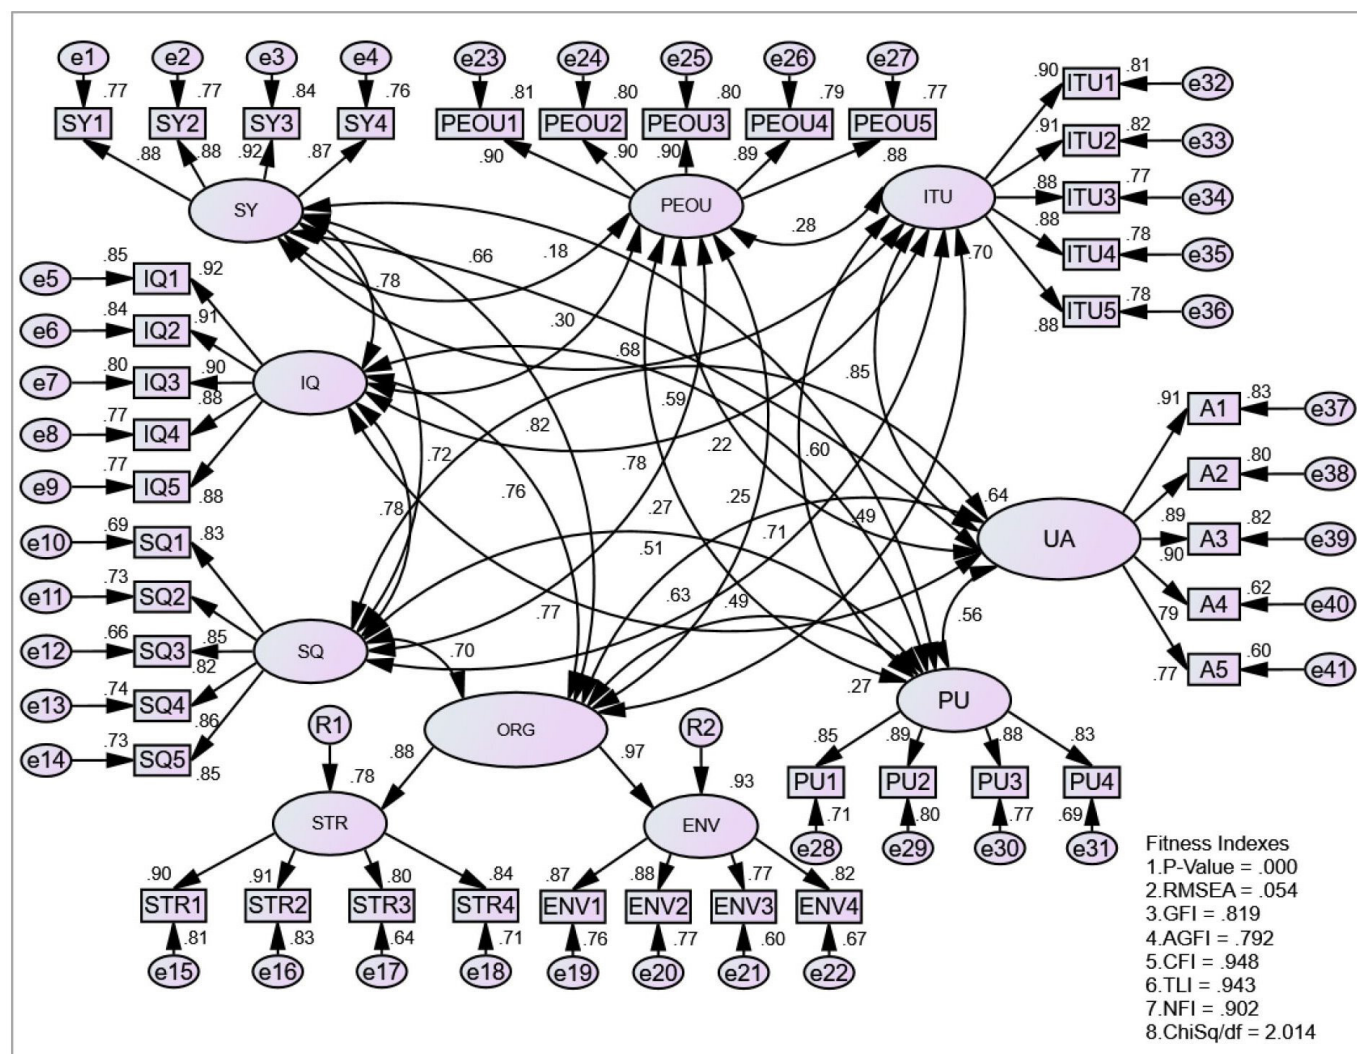 e1 e2 e3 e4 e23 e24 e25 e26 e27
.77 .77 .84 .76 .81 .80 .80 .79 .77
SY1 SY2 SY3 SY4 PEOU1 PEOU2 PEOU3 PEOU4 PEOU5
.88 .88 .92 .87 .90 .90 .90 .89 .88
SY PEOU ITU
.90 ITU1 .81 e32
.91 ITU2 .82 e33
.88 ITU3 .77 e34
.88 ITU4 .78 e35
.88 ITU5 .78 e36
.28
.70
.18
.66
.78
.30
.68
.85
.59
.82
.72
.78
.22
.60
.76
.25
.78
.27
.71
.49
.64
.51
.63
.49
.77
.56
.70
.27
e5 .85 IQ1 .92
e6 .84 IQ2 .91
e7 .80 IQ3 .90
e8 .77 IQ4 .88
e9 .77 IQ5 .88
IQ
e10 .69 SQ1 .83
e11 .73 SQ2 .85
e12 .66 SQ3 .82
e13 .74 SQ4 .86
e14 .73 SQ5 .85
SQ
UA
.91 A1 .83 e37
.89 A2 .80 e38
.90 A3 .82 e39
.79 A4 .62 e40
.77 A5 .60 e41
ORG
PU
.85 .89 .88 .83
PU1 PU2 PU3 PU4
.71 .80 .77 .69
e28 e29 e30 e31
R1 R2
.88 .97
.78 .93
STR ENV
.90 .91 .80 .84 .87 .88 .77 .82
STR1 STR2 STR3 STR4 ENV1 ENV2 ENV3 ENV4
.81 .83 .64 .71 .76 .77 .60 .67
e15 e16 e17 e18 e19 e20 e21 e22
Fitness Indexes
1.P-Value = .000
2.RMSEA = .054
3.GFI = .819
4.AGFI = .792
5.CFI = .948
6.TLI = .943
7.NFI = .902
8.ChiSq/df = 2.014